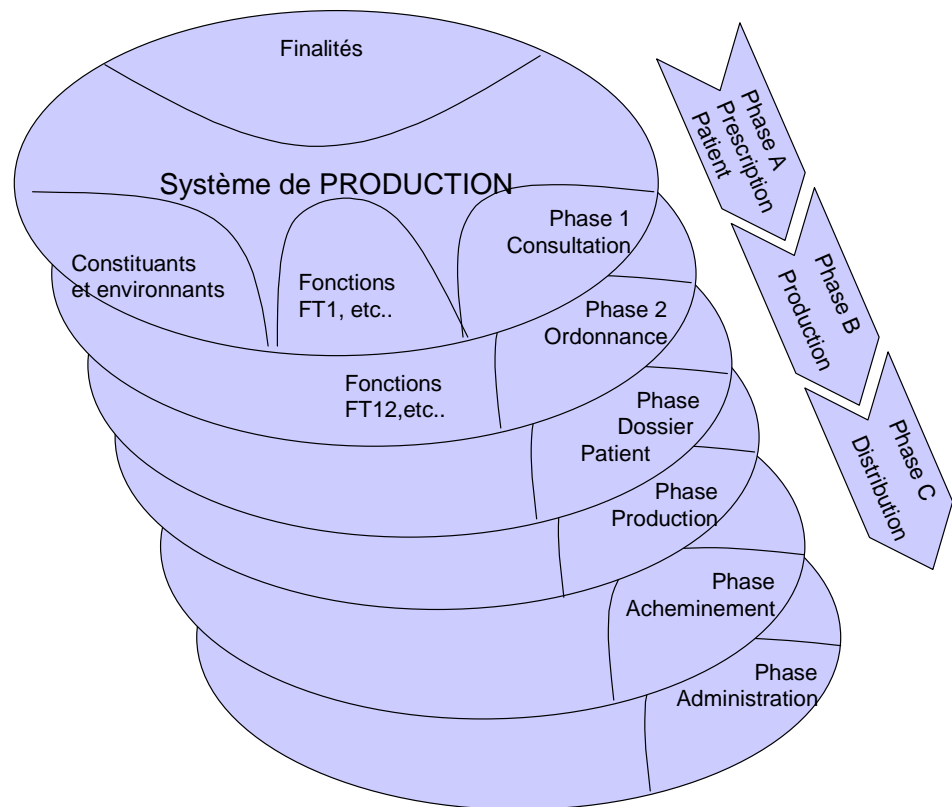 Finalités
Système de PRODUCTION
Constituants
et environnants
Fonctions
FT1, etc..
Phase 1
Consultation
Fonctions
FT12,etc..
Phase 2
Ordonnance
Phase
Dossier
Patient
Phase
Production
Phase
Acheminement
Phase
Administration
Phase A
Prescription
Patient
Phase B
Production
Phase C
Distribution